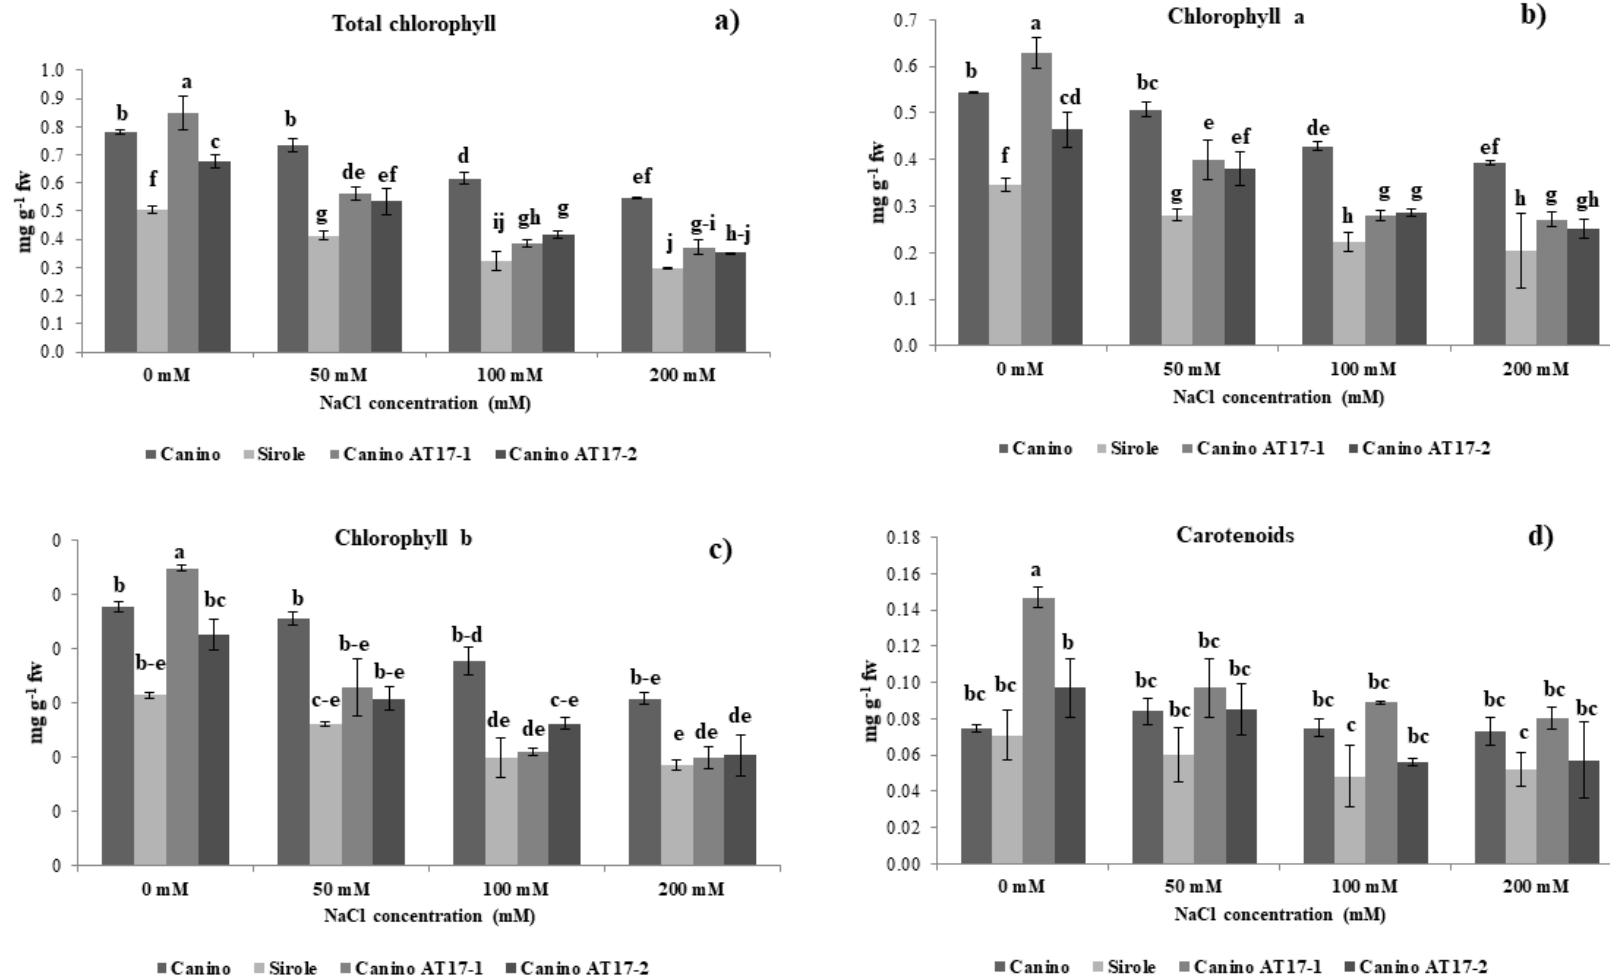 Total chlorophyll
a)
mg g-1 fw
1.0
0.9
0.8
0.7
0.6
0.5
0.4
0.3
0.2
0.1
0.0
b
f
a
c
b
g
de
ef
d
ij
gh
g
ef
j
g-i
h-j
0 mM 50 mM 100 mM 200 mM
NaCl concentration (mM)
Canino Sirole Canino AT17-1 Canino AT17-2
Chlorophyll a
b)
mg g-1 fw
0.7
0.6
0.5
0.4
0.3
0.2
0.1
0.0
b
f
a
cd
bc
g
e
ef
de
h
g
g
ef
h
g
gh
0 mM 50 mM 100 mM 200 mM
NaCl concentration (mM)
Canino Sirole Canino AT17-1 Canino AT17-2
Chlorophyll b
c)
mg g-1 fw
0
0
0
0
0
0
0
b
b-e
a
bc
b
c-e
b-e
b-e
b-d
de
de
c-e
b-e
e
de
de
0 mM 50 mM 100 mM 200 mM
NaCl concentration (mM)
Canino Sirole Canino AT17-1 Canino AT17-2
Carotenoids
d)
mg g-1 fw
0.18
0.16
0.14
0.12
0.10
0.08
0.06
0.04
0.02
0.00
bc
bc
a
b
bc
bc
bc
bc
bc
c
bc
bc
bc
c
bc
bc
0 mM 50 mM 100 mM 200 mM
NaCl concentration (mM)
Canino Sirole Canino AT17-1 Canino AT17-2